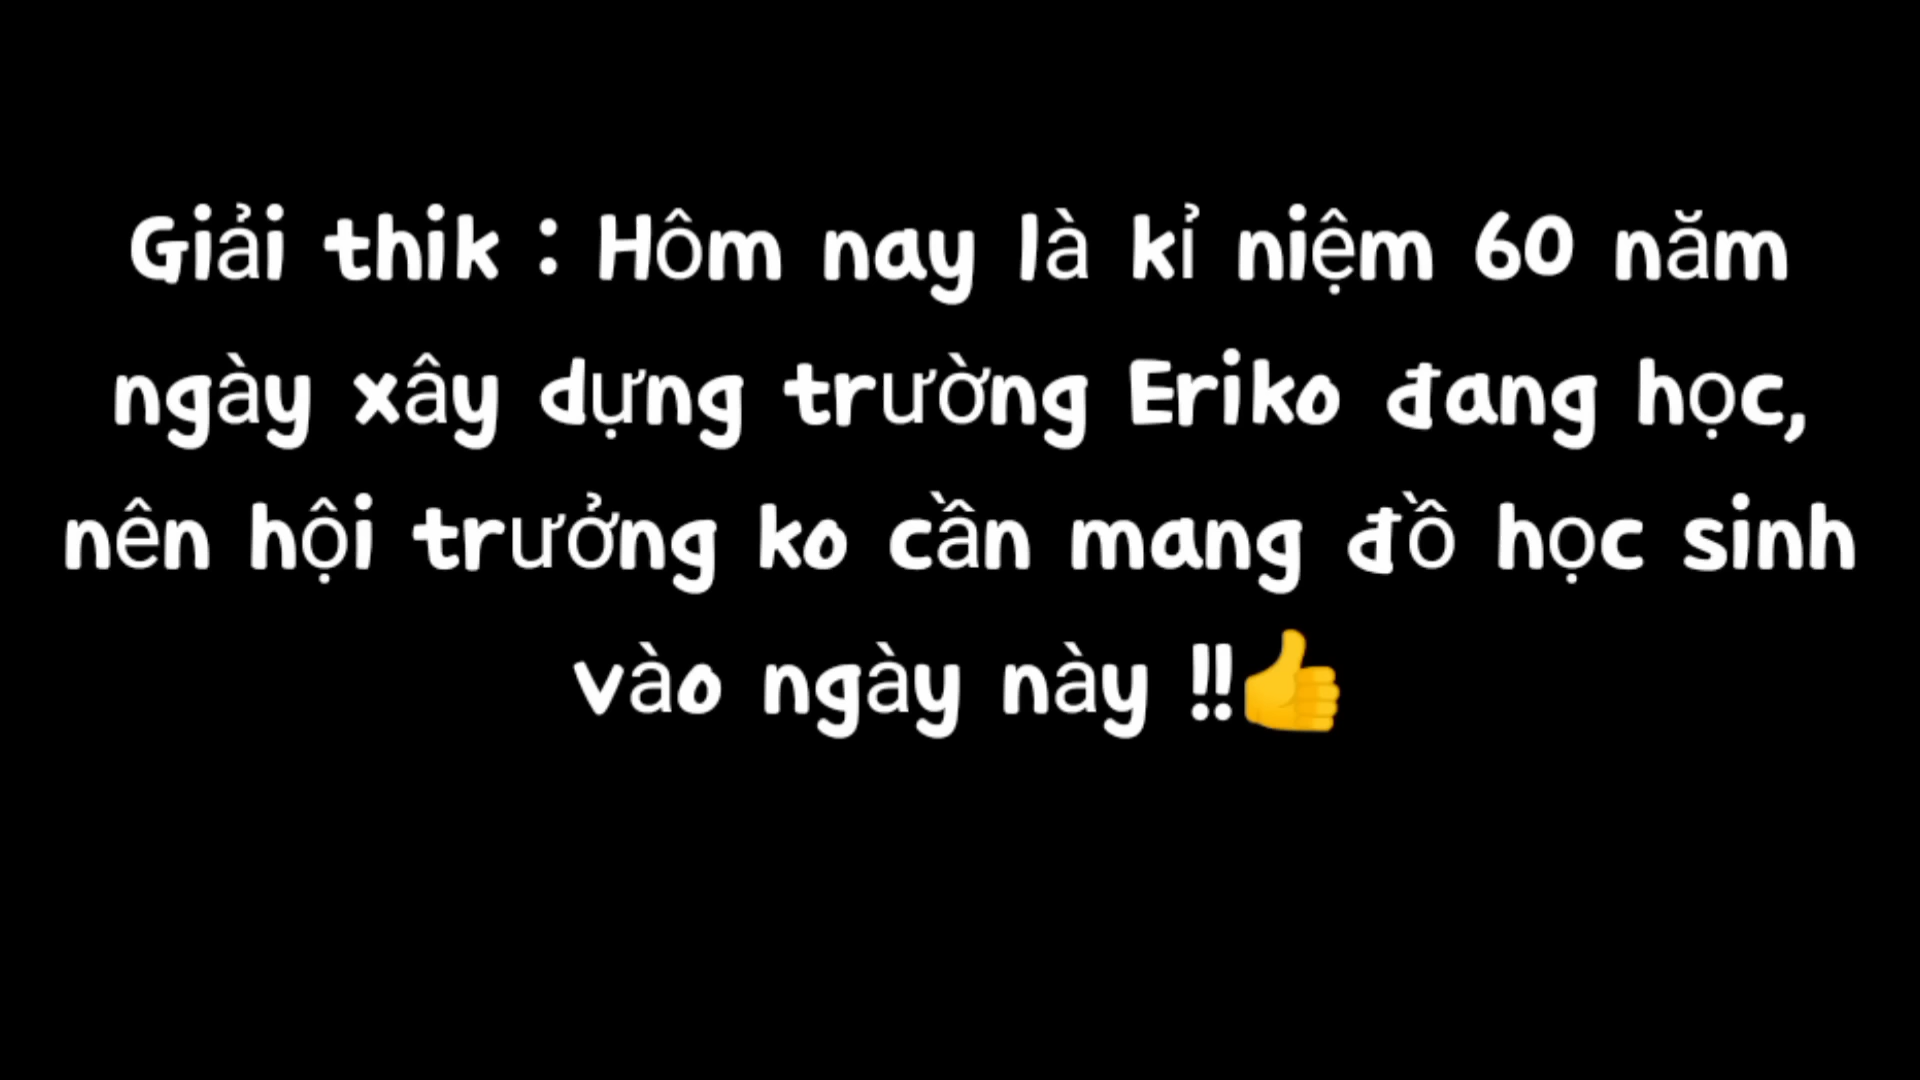 Giải thik : Hôm nay là kỉ niệm 60 năm
ngày xây dựng trường Eriko đang học,
nên hội trưởng ko cần mang đồ học sinh
vào ngày này !!👍